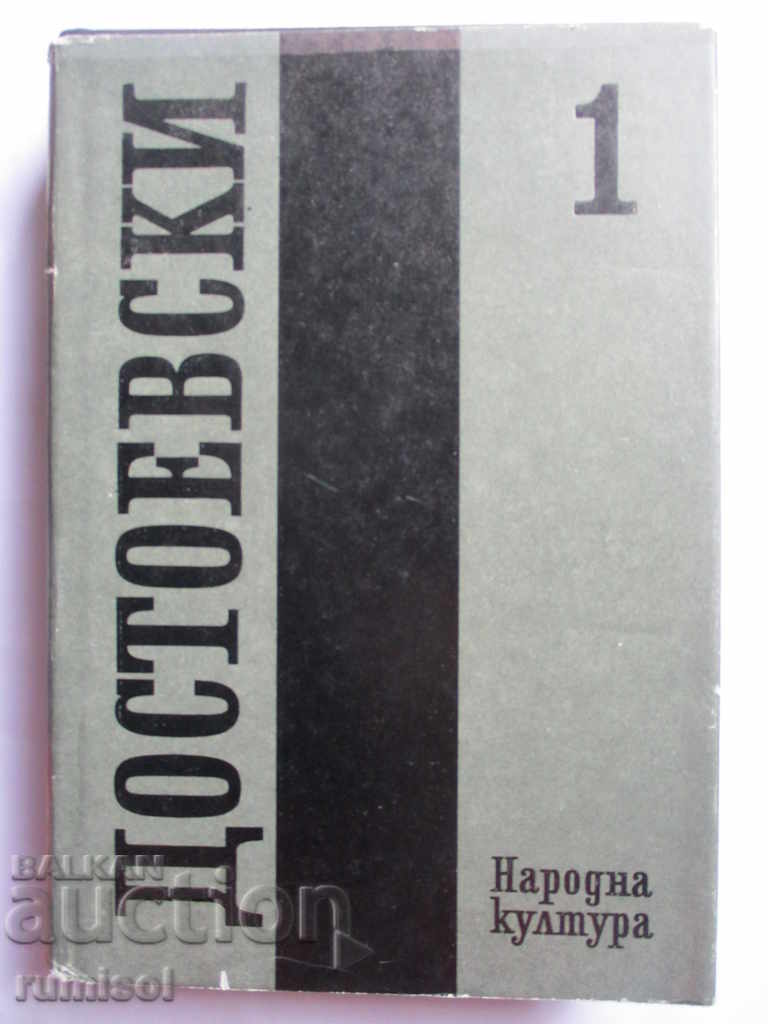 ДОСТОЕВСКИ
1
Народна
култура
BALKAN
auction
rumisol